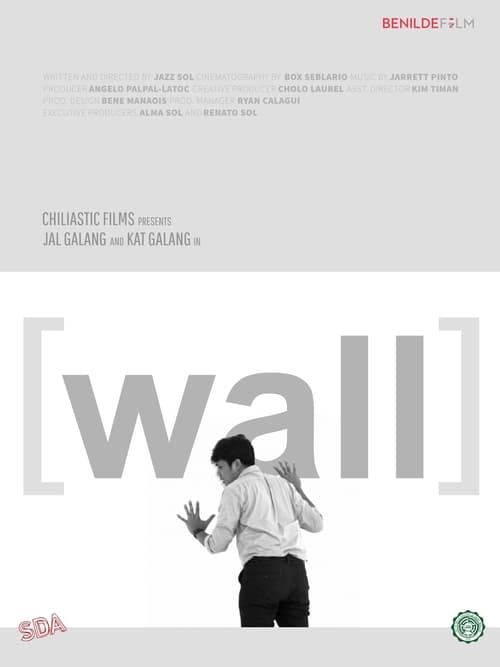 BENILDEFILM
WRITTEN AND DIRECTED BY JAZZ SOL CINEMATOGRAPHY BY BOX SEBLARIO MUSIC BY JARRETT PINTO
PRODUCER ANGELO PALPAL-LATOC CREATIVE PRODUCER CHOLO LAUREL ASST. DIRECTOR KIM TIMAN
PROD. DESIGN BENE MANAOIS PROD. MANAGER RYAN CALAGUI
EXECUTIVE PRODUCERS ALMA SOL AND RENATO SOL
CHILIASTIC FILMS PRESENTS
JAL GALANG AND KAT GALANG IN
[wall]
SDA